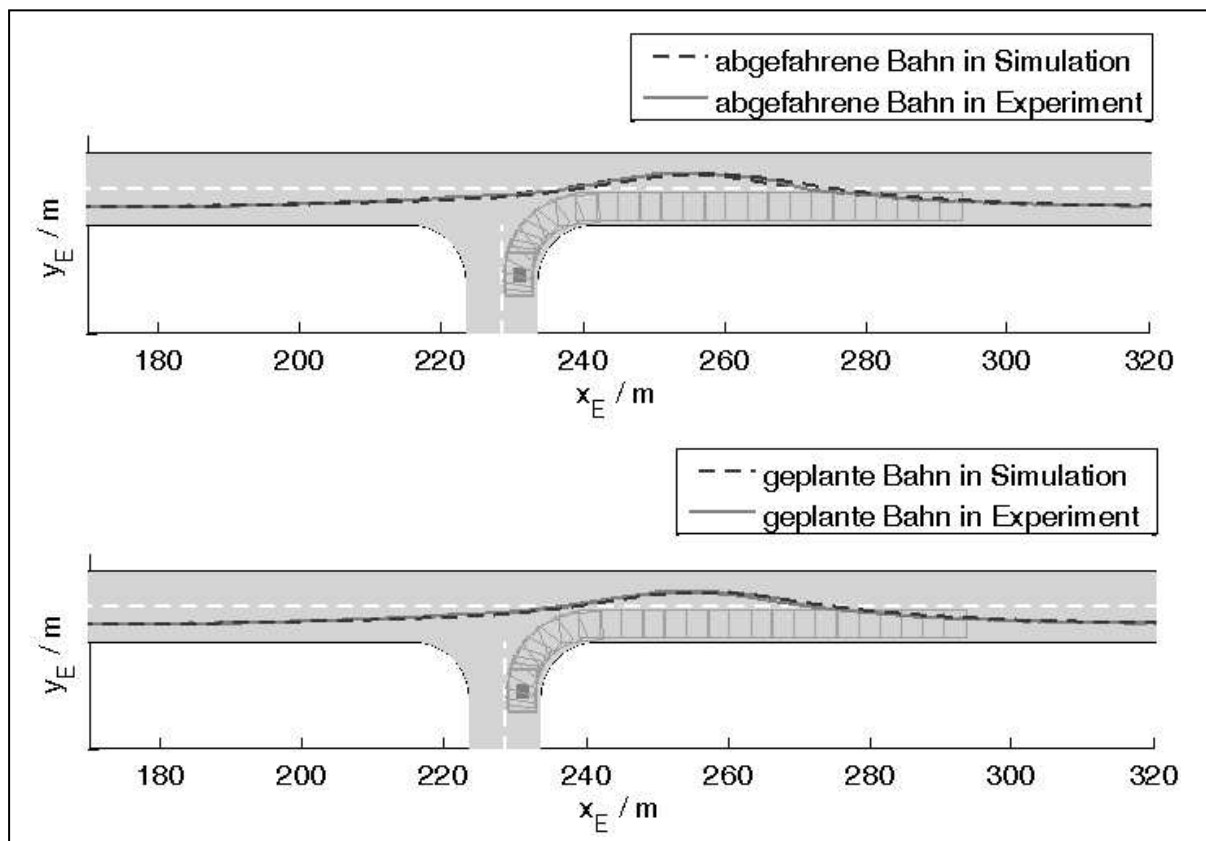 abgefahrene Bahn in Simulation
abgefahrene Bahn in Experiment
y_E / m
180 200 220 240 260 280 300 320
x_E / m
geplante Bahn in Simulation
geplante Bahn in Experiment
y_E / m
180 200 220 240 260 280 300 320
x_E / m